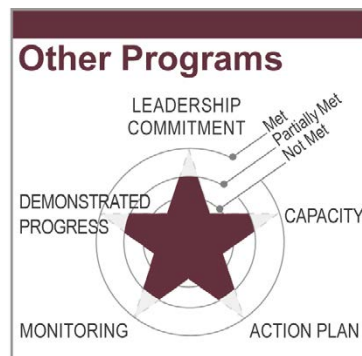 Other Programs
LEADERSHIP
COMMITMENT
Met
Partially Met
Not Met
DEMONSTRATED
PROGRESS
CAPACITY
MONITORING
ACTION PLAN